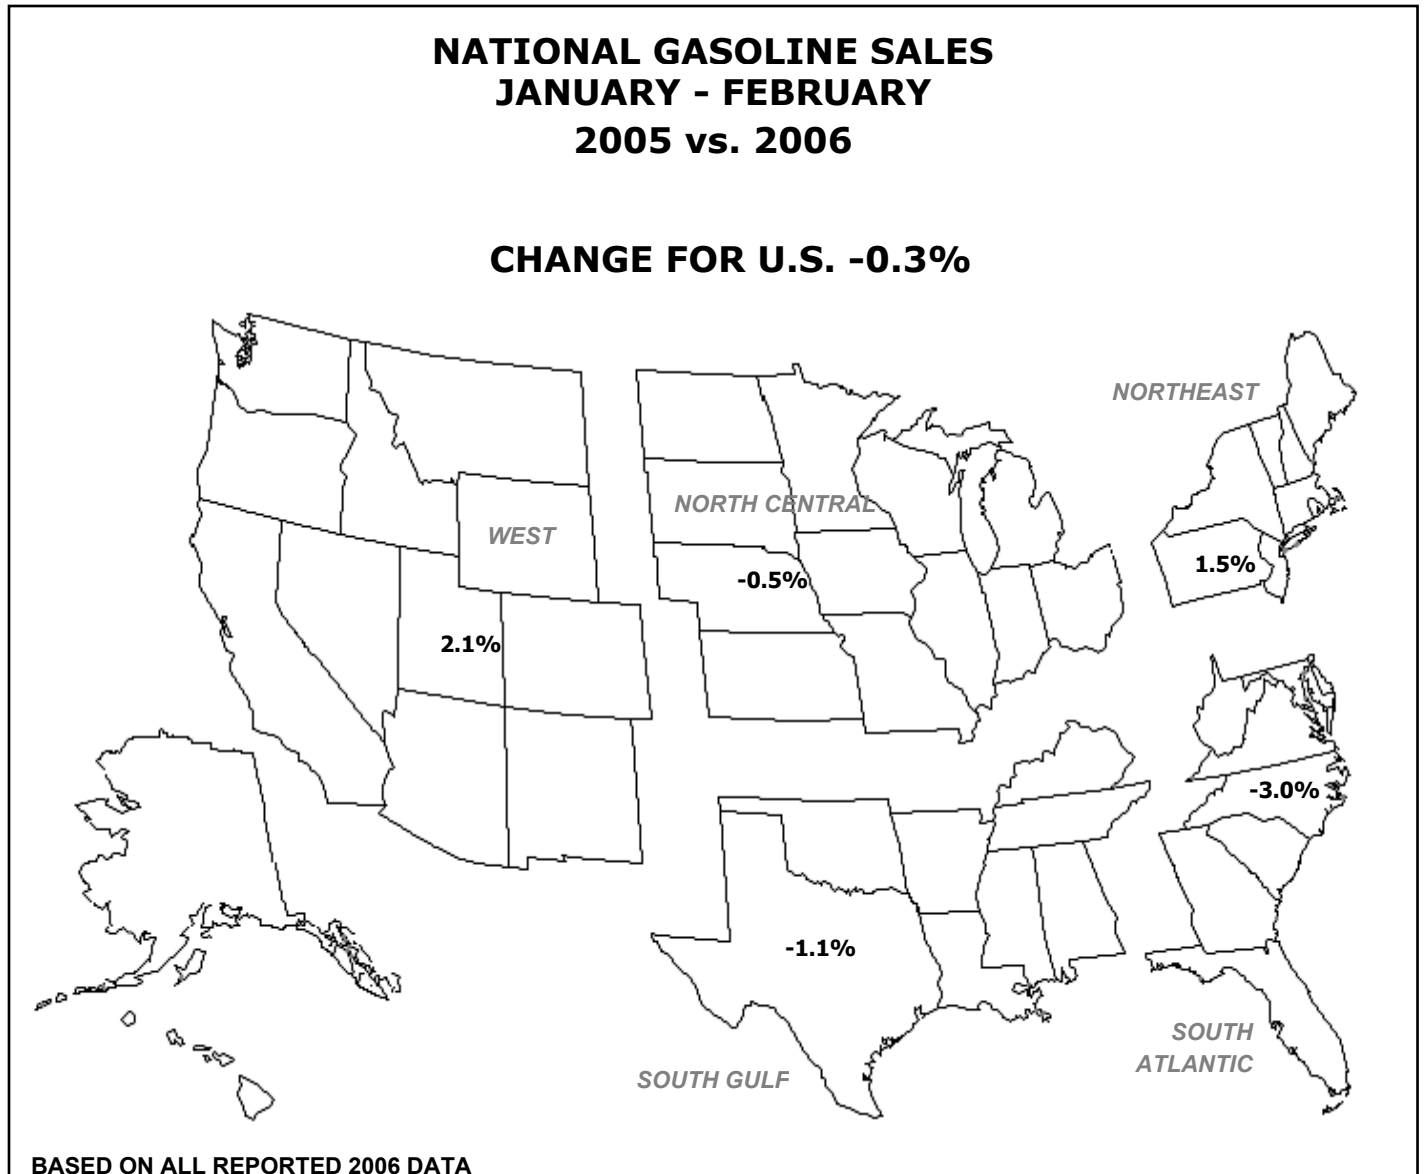 NATIONAL GASOLINE SALES
JANUARY - FEBRUARY
2005 vs. 2006
CHANGE FOR U.S. -0.3%
NORTHEAST
NORTH CENTRAL
WEST
1.5%
-0.5%
2.1%
-3.0%
-1.1%
SOUTH
ATLANTIC
SOUTH GULF
BASED ON ALL REPORTED 2006 DATA